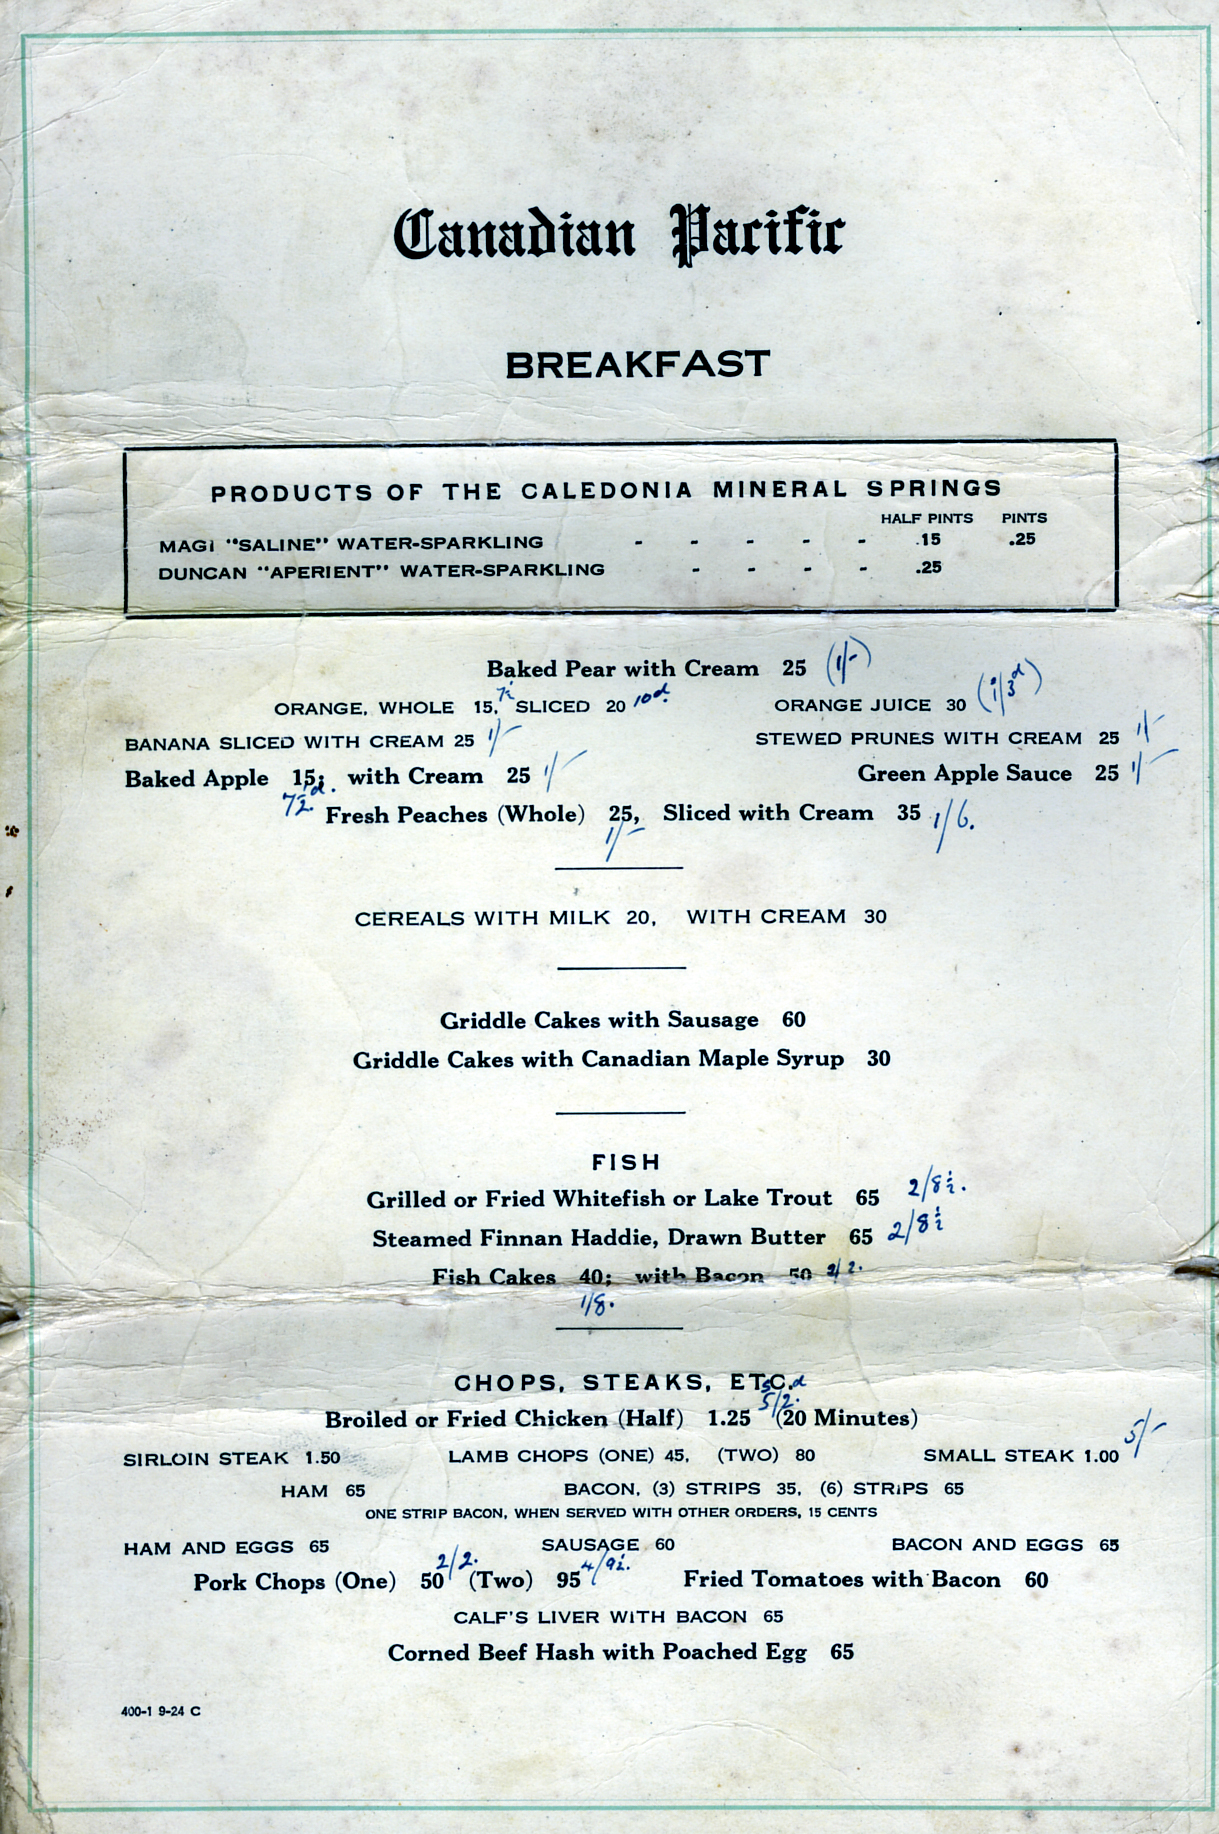 Canadian Pacific
BREAKFAST
PRODUCTS OF THE CALEDONIA MINERAL SPRINGS
HALF PINTS PINTS
MAGI "SALINE" WATER-SPARKLING - - - - - .15 .25
DUNCAN "APERIENT" WATER-SPARKLING - - - - .25
Baked Pear with Cream 25 (1/-)
ORANGE, WHOLE 15, 7½ SLICED 20 10d. ORANGE JUICE 30 (1/3d)
BANANA SLICED WITH CREAM 25 1/- STEWED PRUNES WITH CREAM 25 1/-
Baked Apple 15; with Cream 25 1/- Green Apple Sauce 25 1/-
7½d.
Fresh Peaches (Whole) 25, Sliced with Cream 35 1/6.
1/-
CEREALS WITH MILK 20, WITH CREAM 30
Griddle Cakes with Sausage 60
Griddle Cakes with Canadian Maple Syrup 30
FISH
Grilled or Fried Whitefish or Lake Trout 65 2/8½.
Steamed Finnan Haddie, Drawn Butter 65 2/8½
Fish Cakes 40; with Bacon 50 2/2.
1/8.
CHOPS, STEAKS, ETC.
Broiled or Fried Chicken (Half) 1.25 5/2. (20 Minutes)
SIRLOIN STEAK 1.50 LAMB CHOPS (ONE) 45, (TWO) 80 SMALL STEAK 1.00 5/-
HAM 65 BACON, (3) STRIPS 35, (6) STRIPS 65
ONE STRIP BACON, WHEN SERVED WITH OTHER ORDERS, 15 CENTS
HAM AND EGGS 65 SAUSAGE 60 BACON AND EGGS 65
Pork Chops (One) 50 2/2. (Two) 95 4/9½. Fried Tomatoes with Bacon 60
CALF'S LIVER WITH BACON 65
Corned Beef Hash with Poached Egg 65
400-1 9-24 C